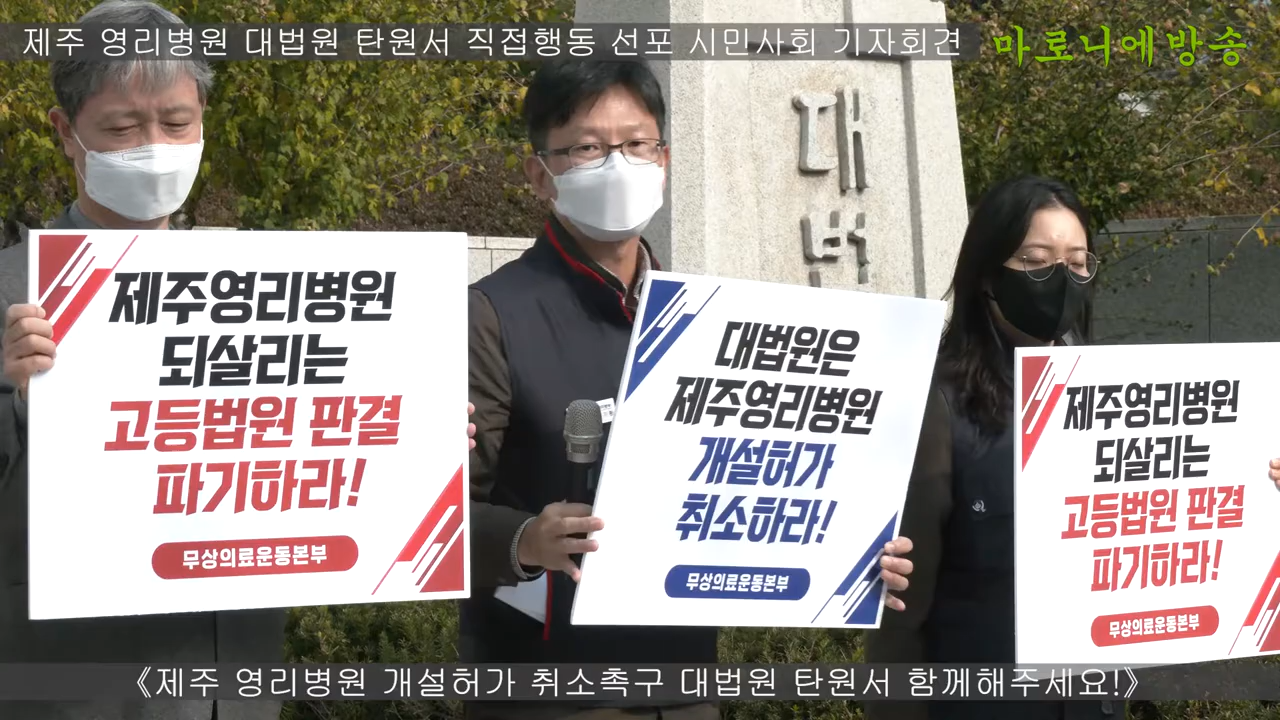 제주 영리병원 대법원 탄원서 직접행동 선포 시민사회 기자회견
마로니에방송
대법
제주영리병원
되살리는
고등법원 판결
파기하라!
무상의료운동본부
대법원은
제주영리병원
개설허가
취소하라!
무상의료운동본부
제주영리병원
되살리는
고등법원 판결
파기하라!
무상의료운동본부
《제주 영리병원 개설허가 취소촉구 대법원 탄원서 함께해주세요!》